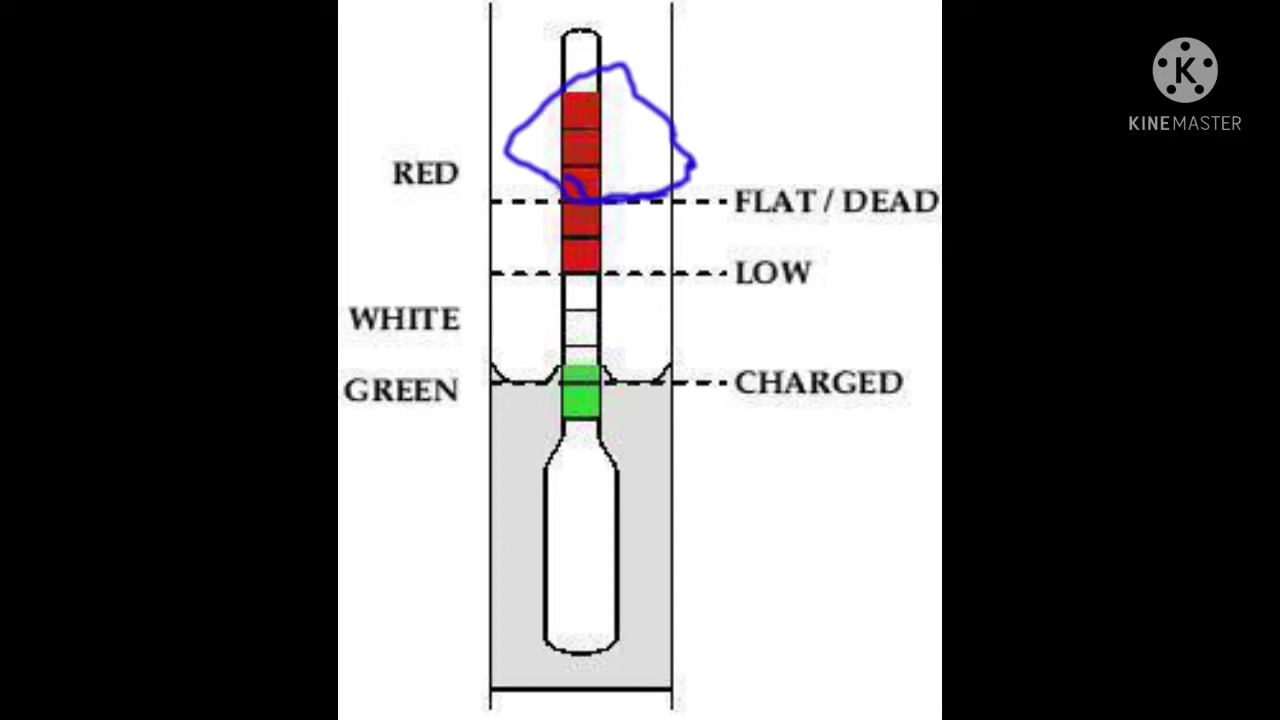 K
KINEMASTER
RED
FLAT / DEAD
LOW
WHITE
GREEN
CHARGED